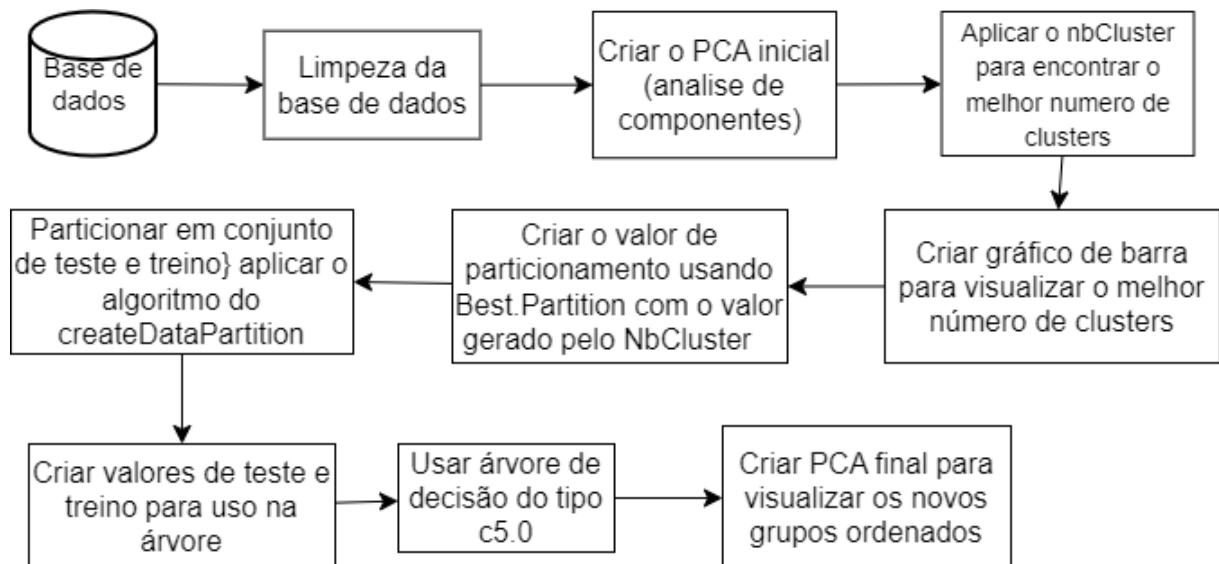 Base de
dados
Limpeza da
base de dados
Criar o PCA inicial
(analise de
componentes)
Aplicar o nbCluster
para encontrar o
melhor numero de
clusters
Criar gráfico de barra
para visualizar o melhor
número de clusters
Criar o valor de
particionamento usando
Best.Partition com o valor
gerado pelo NbCluster
Particionar em conjunto
de teste e treino} aplicar o
algoritmo do
createDataPartition
Criar valores de teste e
treino para uso na
árvore
Usar árvore de
decisão do tipo
c5.0
Criar PCA final para
visualizar os novos
grupos ordenados